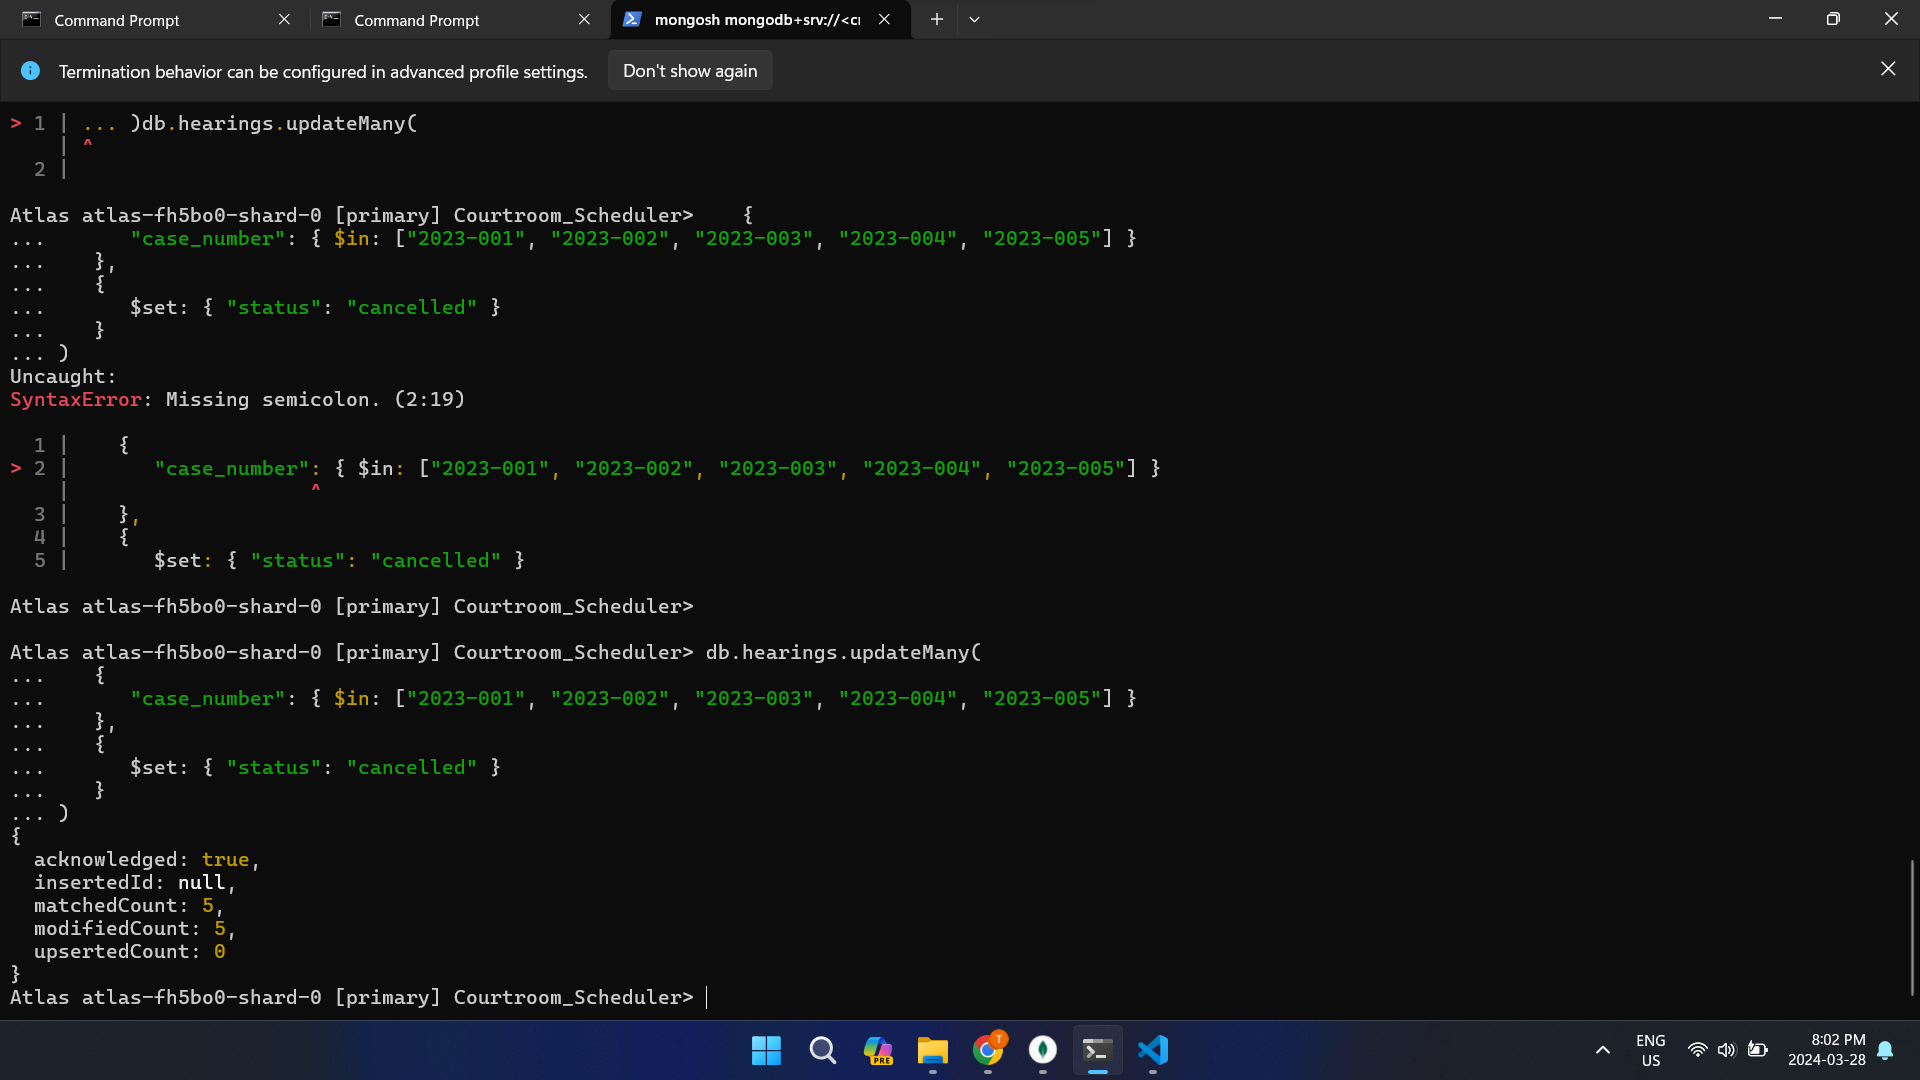 Command Prompt
Command Prompt
mongosh mongodb+srv://<cr
Termination behavior can be configured in advanced profile settings.
Don't show again
> 1 | ... )db.hearings.updateMany(
| ^
2 |
Atlas atlas-fh5bo0-shard-0 [primary] Courtroom_Scheduler>    {
...       "case_number": { $in: ["2023-001", "2023-002", "2023-003", "2023-004", "2023-005"] }
...    },
...    {
...       $set: { "status": "cancelled" }
...    }
... )
Uncaught:
SyntaxError: Missing semicolon. (2:19)
1 |    {
> 2 |       "case_number": { $in: ["2023-001", "2023-002", "2023-003", "2023-004", "2023-005"] }
|                    ^
3 |    },
4 |    {
5 |       $set: { "status": "cancelled" }
Atlas atlas-fh5bo0-shard-0 [primary] Courtroom_Scheduler>
Atlas atlas-fh5bo0-shard-0 [primary] Courtroom_Scheduler> db.hearings.updateMany(
...    {
...       "case_number": { $in: ["2023-001", "2023-002", "2023-003", "2023-004", "2023-005"] }
...    },
...    {
...       $set: { "status": "cancelled" }
...    }
... )
{
  acknowledged: true,
  insertedId: null,
  matchedCount: 5,
  modifiedCount: 5,
  upsertedCount: 0
}
Atlas atlas-fh5bo0-shard-0 [primary] Courtroom_Scheduler>
PRE
T
ENG
US
8:02 PM
2024-03-28